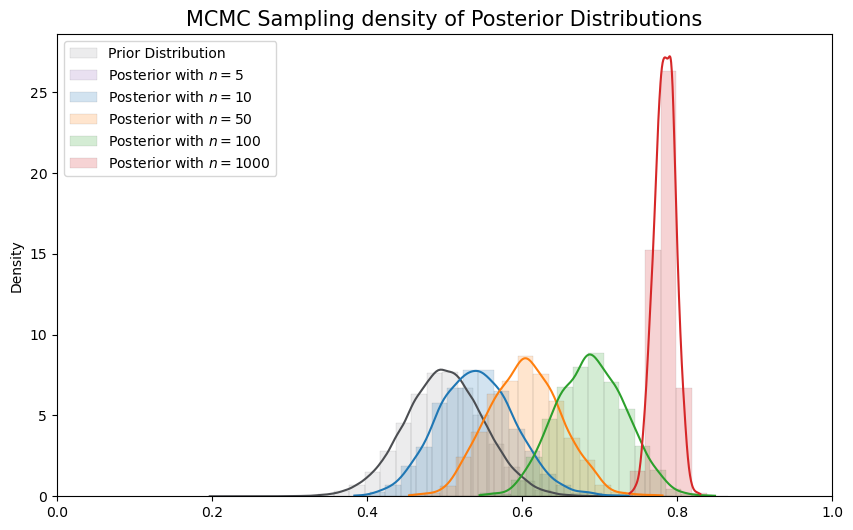 MCMC Sampling density of Posterior Distributions
Prior Distribution
Posterior with n = 5
Posterior with n = 10
Posterior with n = 50
Posterior with n = 100
Posterior with n = 1000
Density
25
20
15
10
5
0
0.0 0.2 0.4 0.6 0.8 1.0